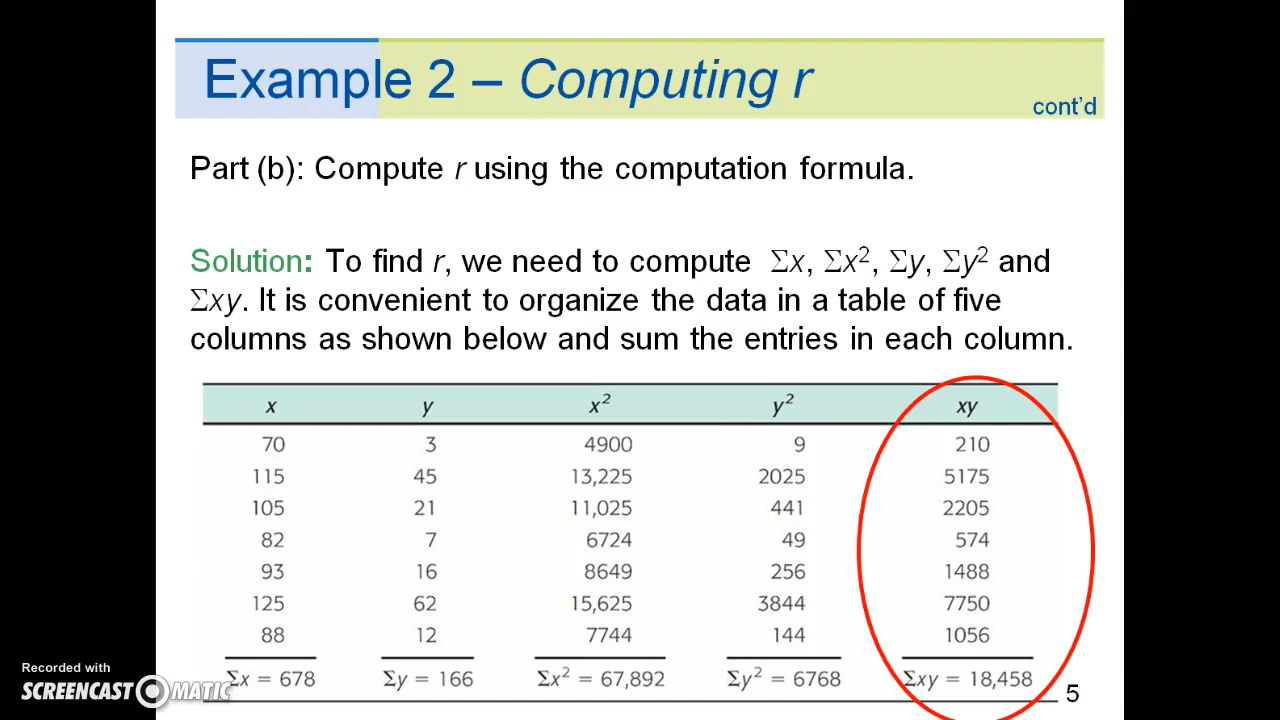 Example 2 – Computing r
cont'd
Part (b): Compute r using the computation formula.
Solution: To find r, we need to compute Σx, Σx², Σy, Σy² and
Σxy. It is convenient to organize the data in a table of five
columns as shown below and sum the entries in each column.
x y x² y² xy
70 3 4900 9 210
115 45 13,225 2025 5175
105 21 11,025 441 2205
82 7 6724 49 574
93 16 8649 256 1488
125 62 15,625 3844 7750
88 12 7744 144 1056
Σx = 678 Σy = 166 Σx² = 67,892 Σy² = 6768 Σxy = 18,458
5
Recorded with
SCREENCAST MATIC